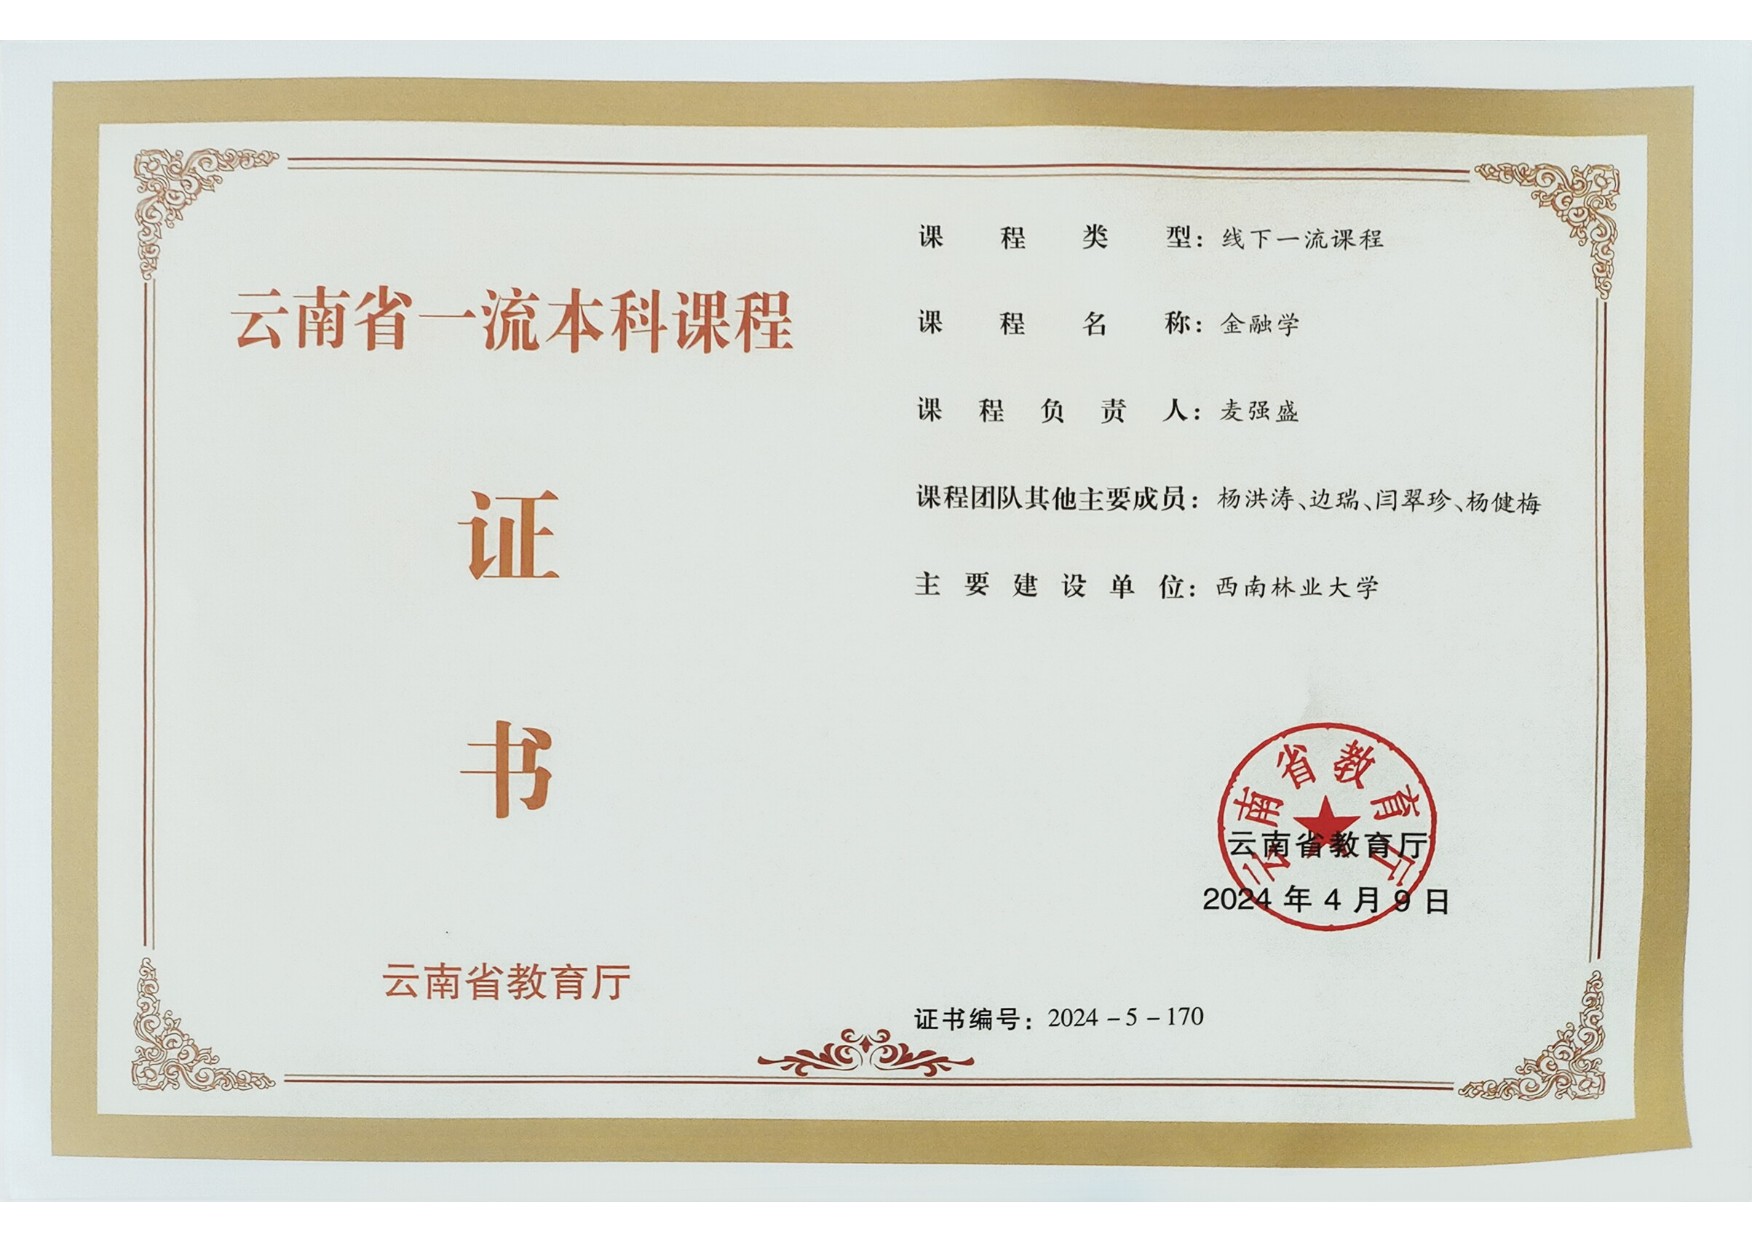 云南省一流本科课程
证
书
云南省教育厅
课程类型：线下一流课程
课程名称：金融学
课程负责人：麦强盛
课程团队其他主要成员：杨洪涛、边瑞、闫翠珍、杨健梅
主要建设单位：西南林业大学
云南省教育厅
云南省教育厅
2024年4月9日
证书编号：2024－5－170